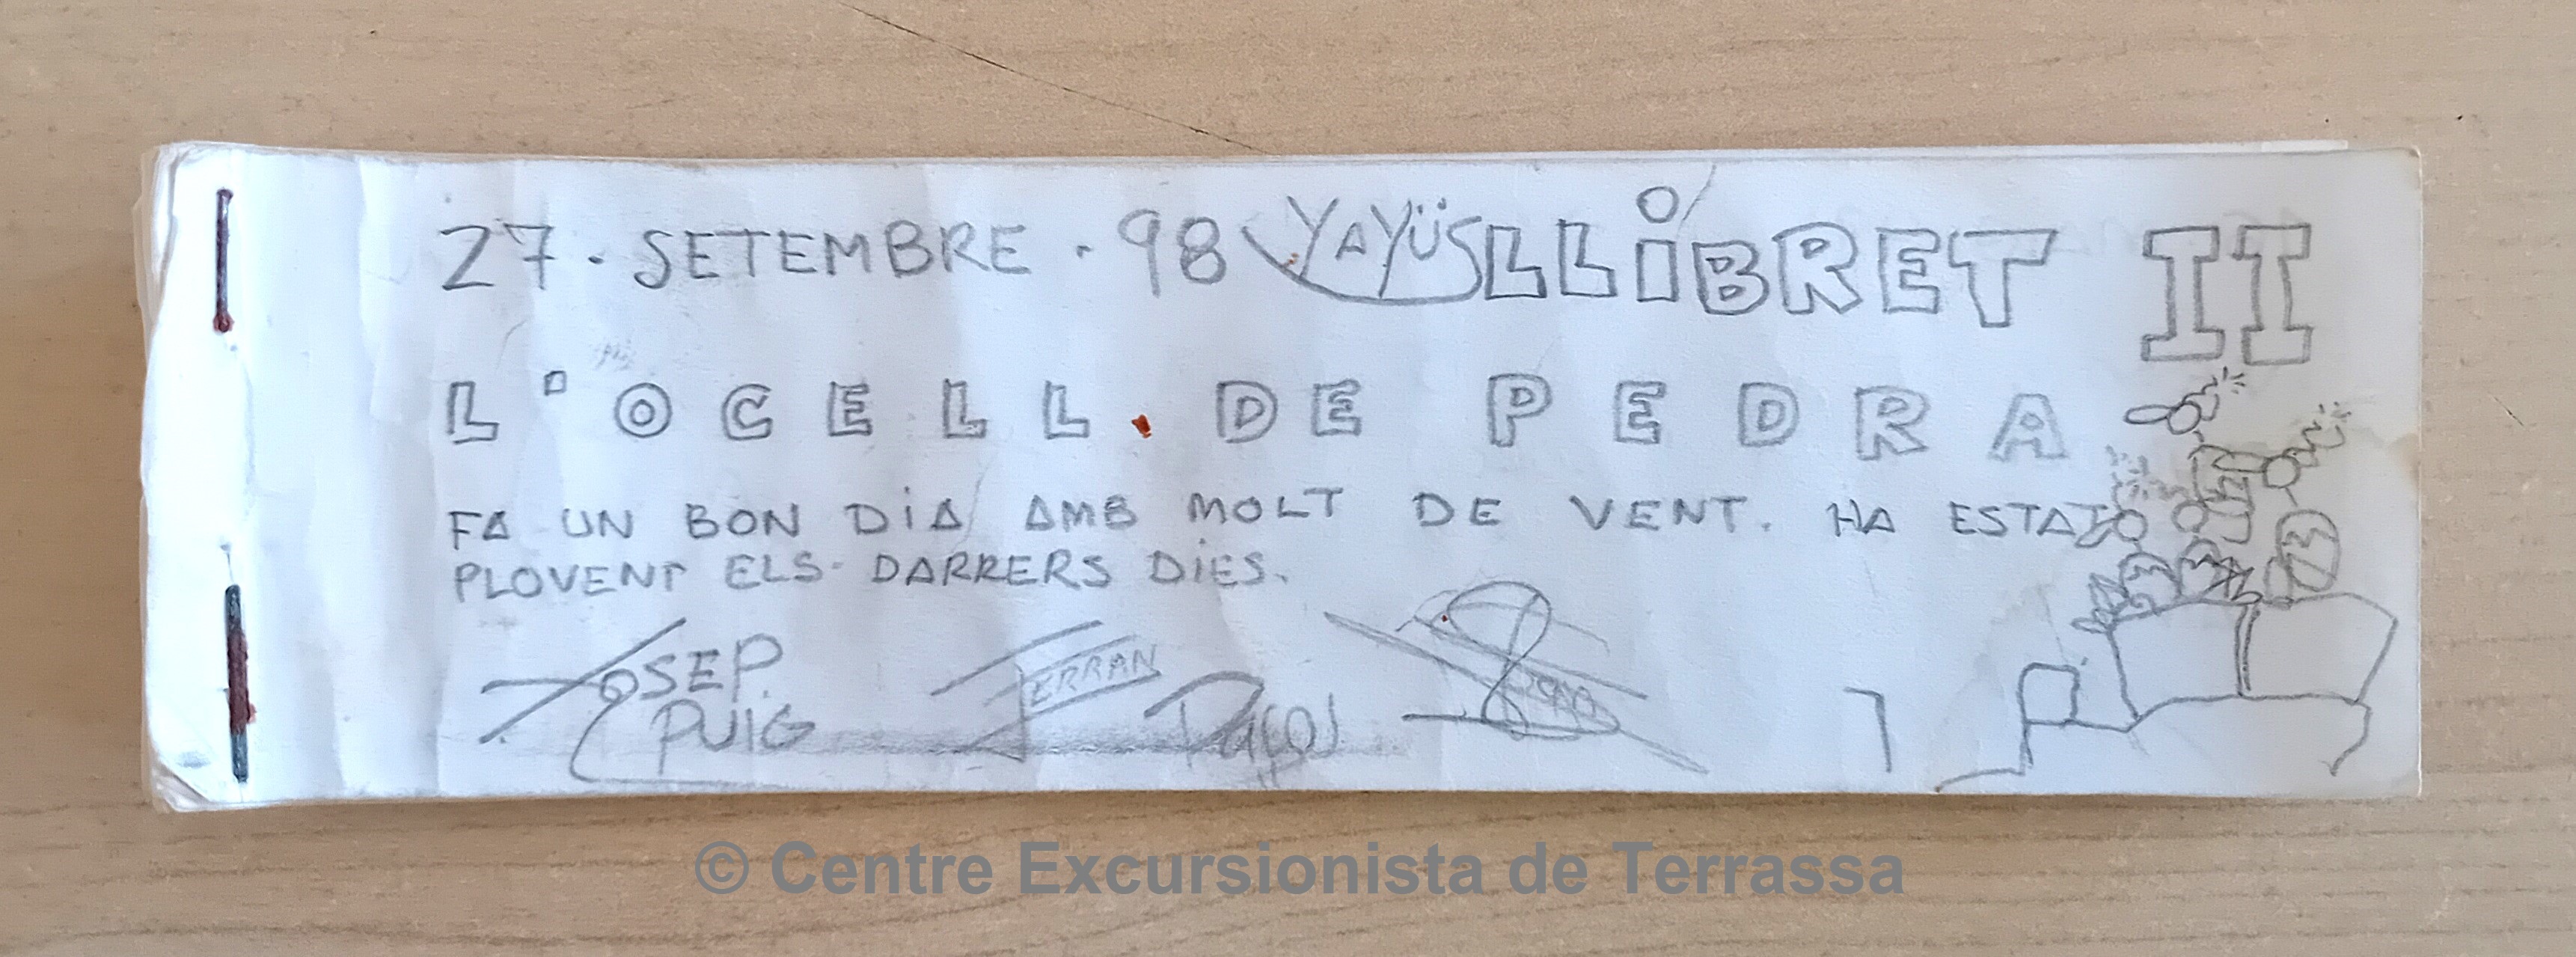 27 · SETEMBRE · 98 YAYÜS LLiBRET II
L'OCELL DE PEDRA
FA UN BON DiA AMB MOLT DE VENT. HA ESTAT
PLOVENT ELS DARRERS DiES.
JOSEP. FERRAN
PUIG
© Centre Excursionista de Terrassa